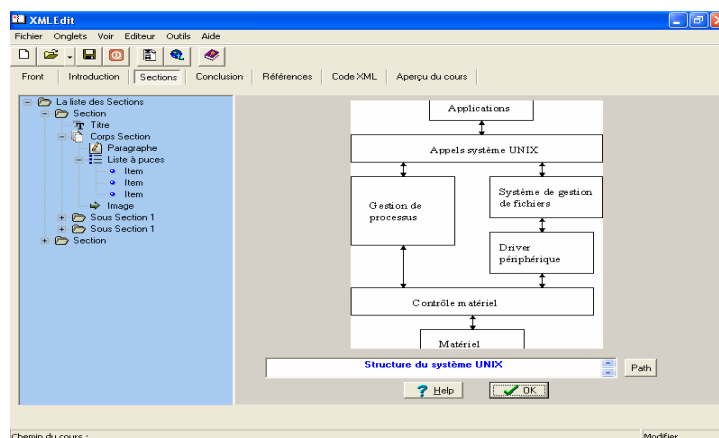 XMLEdit
Fichier Onglets Voir Editeur Outils Aide
Front Introduction Sections Conclusion Références Code XML Aperçu du cours
La liste des Sections
Section
Titre
Corps Section
Paragraphe
Liste à puces
Item
Item
Item
Image
Sous Section 1
Sous Section 1
Section
Applications
Appels système UNIX
Gestion de
processus
Système de gestion
de fichiers
Driver
périphérique
Contrôle matériel
Matériel
Structure du système UNIX
Path
Help
OK
Chemin du cours :
Modifier